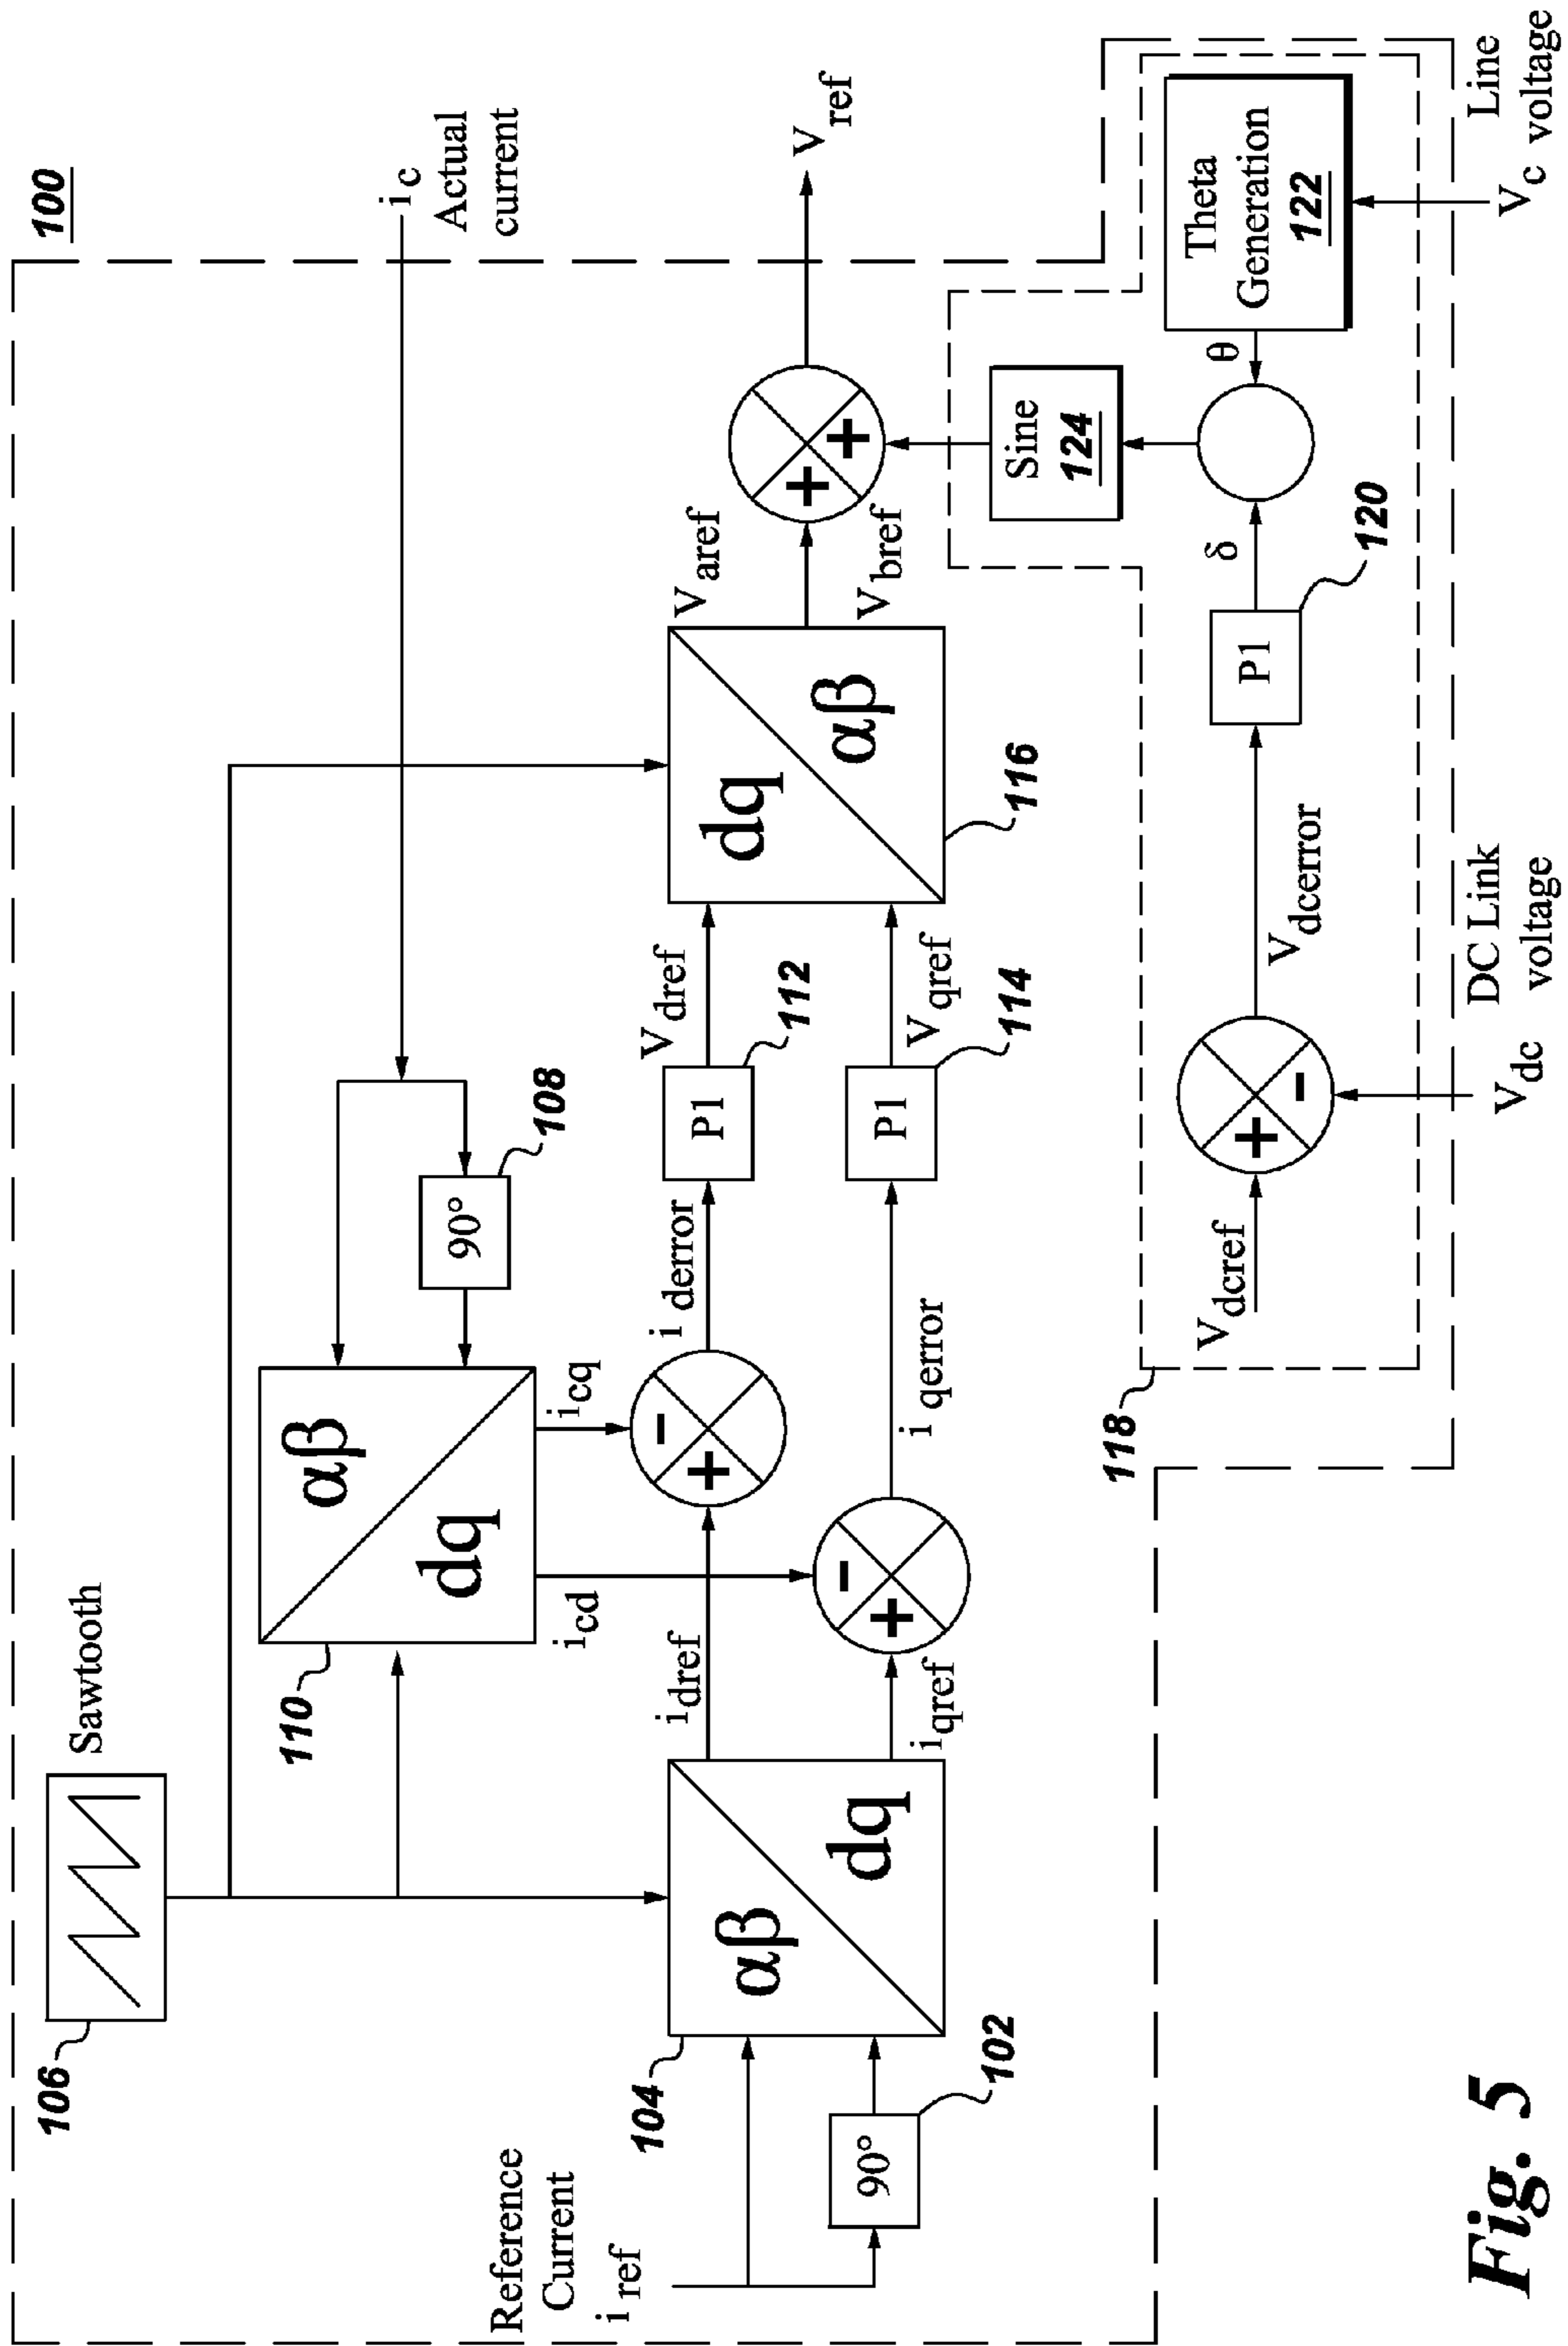 100
106
Sawtooth
i c
Actual
current
110
αβ
dq
90°
108
i cd
i cq
Reference
Current
i ref
104
αβ
dq
90°
102
i dref
i qref
-
+
-
+
i derror
i qerror
P1
112
P1
114
V dref
V qref
dq
αβ
116
V aref
V bref
+
+
V ref
118
V dcref
+
-
V dcerror
P1
120
δ
θ
Sine
124
Theta
Generation
122
V dc
DC Link
voltage
V c
Line
voltage
Fig. 5